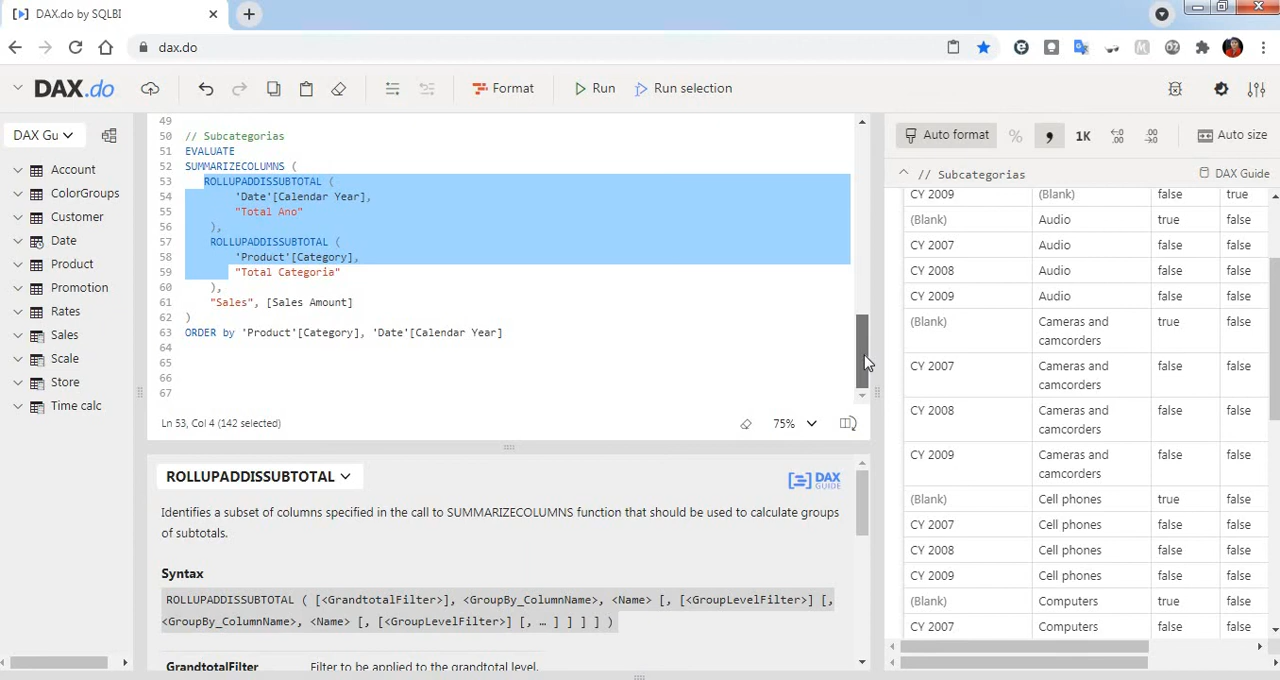 DAX.do by SQLBI
dax.do
DAX.do
Format
Run
Run selection
DAX Gu
Account
ColorGroups
Customer
Date
Product
Promotion
Rates
Sales
Scale
Store
Time calc
49
50 // Subcategorias
51 EVALUATE
52 SUMMARIZECOLUMNS (
53 ROLLUPADDISSUBTOTAL (
54 'Date'[Calendar Year],
55 "Total Ano"
56 ),
57 ROLLUPADDISSUBTOTAL (
58 'Product'[Category],
59 "Total Categoria"
60 ),
61 "Sales", [Sales Amount]
62 )
63 ORDER by 'Product'[Category], 'Date'[Calendar Year]
64
65
66
67
Ln 53, Col 4 (142 selected)
75%
ROLLUPADDISSUBTOTAL
DAX
GUIDE
Identifies a subset of columns specified in the call to SUMMARIZECOLUMNS function that should be used to calculate groups
of subtotals.
Syntax
ROLLUPADDISSUBTOTAL ( [<GrandtotalFilter>], <GroupBy_ColumnName>, <Name> [, [<GroupLevelFilter>] [,
<GroupBy_ColumnName>, <Name> [, [<GroupLevelFilter>] [, … ] ] ] ] )
GrandtotalFilter Filter to be applied to the grandtotal level.
Auto format
%
,
1K
Auto size
// Subcategorias
DAX Guide
CY 2009 (Blank) false true
(Blank) Audio true false
CY 2007 Audio false false
CY 2008 Audio false false
CY 2009 Audio false false
(Blank) Cameras and camcorders true false
CY 2007 Cameras and camcorders false false
CY 2008 Cameras and camcorders false false
CY 2009 Cameras and camcorders false false
(Blank) Cell phones true false
CY 2007 Cell phones false false
CY 2008 Cell phones false false
CY 2009 Cell phones false false
(Blank) Computers true false
CY 2007 Computers false false